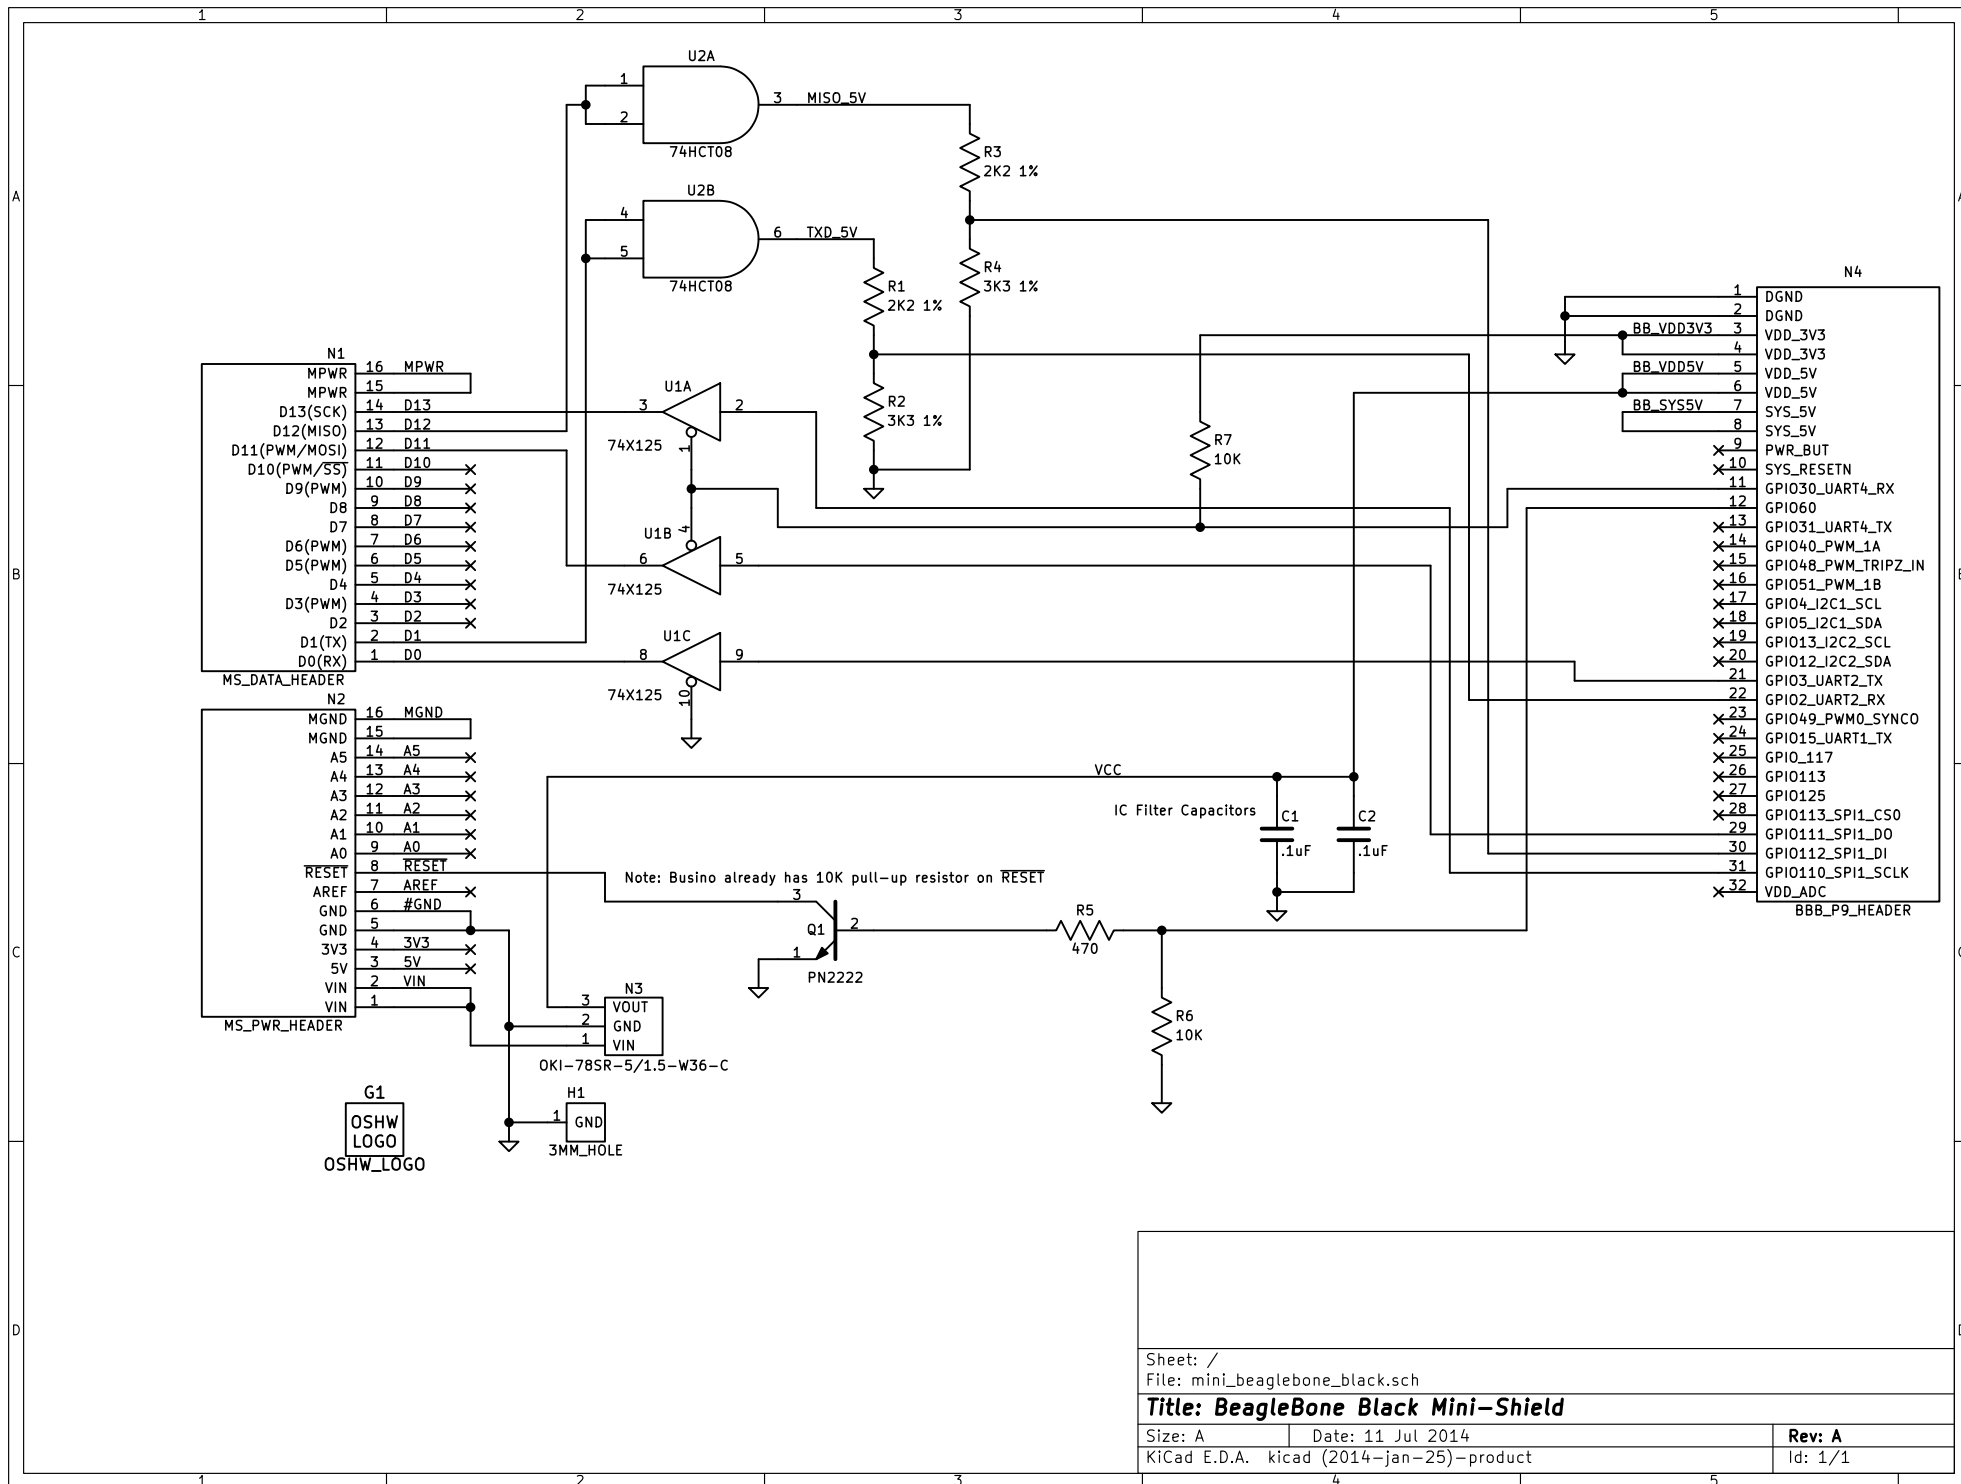 1 2 3 4 5
A
B
C
D
U2A
1
2
3 MISO_5V
74HCT08
R3
2K2 1%
U2B
4
5
6 TXD_5V
74HCT08
R4
3K3 1%
R1
2K2 1%
R2
3K3 1%
N1
MPWR 16 MPWR
MPWR 15
D13(SCK) 14 D13
D12(MISO) 13 D12
D11(PWM/MOSI) 12 D11
D10(PWM/SS) 11 D10
D9(PWM) 10 D9
D8 9 D8
D7 8 D7
D6(PWM) 7 D6
D5(PWM) 6 D5
D4 5 D4
D3(PWM) 4 D3
D2 3 D2
D1(TX) 2 D1
D0(RX) 1 D0
MS_DATA_HEADER
U1A
3 2
1
74X125
U1B
4
6 5
74X125
U1C
8 9
10
74X125
R7
10K
N2
MGND 16 MGND
MGND 15
A5 14 A5
A4 13 A4
A3 12 A3
A2 11 A2
A1 10 A1
A0 9 A0
RESET 8 RESET
AREF 7 AREF
GND 6 #GND
GND 5
3V3 4 3V3
5V 3 5V
VIN 2 VIN
VIN 1
MS_PWR_HEADER
VCC
IC Filter Capacitors
C1
.1uF
C2
.1uF
Note: Busino already has 10K pull-up resistor on RESET
3
Q1 2
1
PN2222
R5
470
R6
10K
N3
3 VOUT
2 GND
1 VIN
OKI-78SR-5/1.5-W36-C
H1
1 GND
3MM_HOLE
G1
OSHW
LOGO
OSHW_LOGO
N4
1 DGND
2 DGND
BB_VDD3V3 3 VDD_3V3
4 VDD_3V3
BB_VDD5V 5 VDD_5V
6 VDD_5V
BB_SYS5V 7 SYS_5V
8 SYS_5V
9 PWR_BUT
10 SYS_RESETN
11 GPIO30_UART4_RX
12 GPIO60
13 GPIO31_UART4_TX
14 GPIO40_PWM_1A
15 GPIO48_PWM_TRIPZ_IN
16 GPIO51_PWM_1B
17 GPIO4_I2C1_SCL
18 GPIO5_I2C1_SDA
19 GPIO13_I2C2_SCL
20 GPIO12_I2C2_SDA
21 GPIO3_UART2_TX
22 GPIO2_UART2_RX
23 GPIO49_PWM0_SYNCO
24 GPIO15_UART1_TX
25 GPIO_117
26 GPIO113
27 GPIO125
28 GPIO113_SPI1_CS0
29 GPIO111_SPI1_DO
30 GPIO112_SPI1_DI
31 GPIO110_SPI1_SCLK
32 VDD_ADC
BBB_P9_HEADER
Sheet: /
File: mini_beaglebone_black.sch
Title: BeagleBone Black Mini-Shield
Size: A Date: 11 Jul 2014 Rev: A
KiCad E.D.A. kicad (2014-jan-25)-product Id: 1/1
1 2 3 4 5